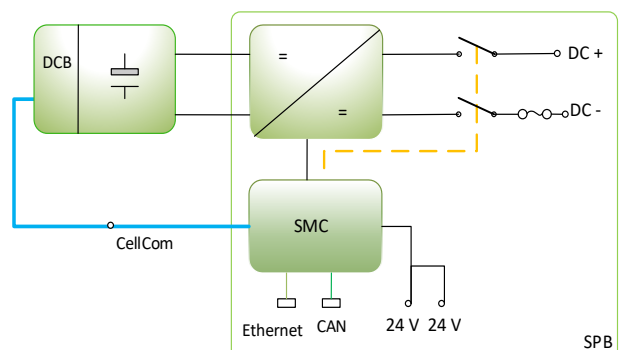 DCB
=
=
DC +
DC -
SMC
CellCom
Ethernet
CAN
24 V
24 V
SPB